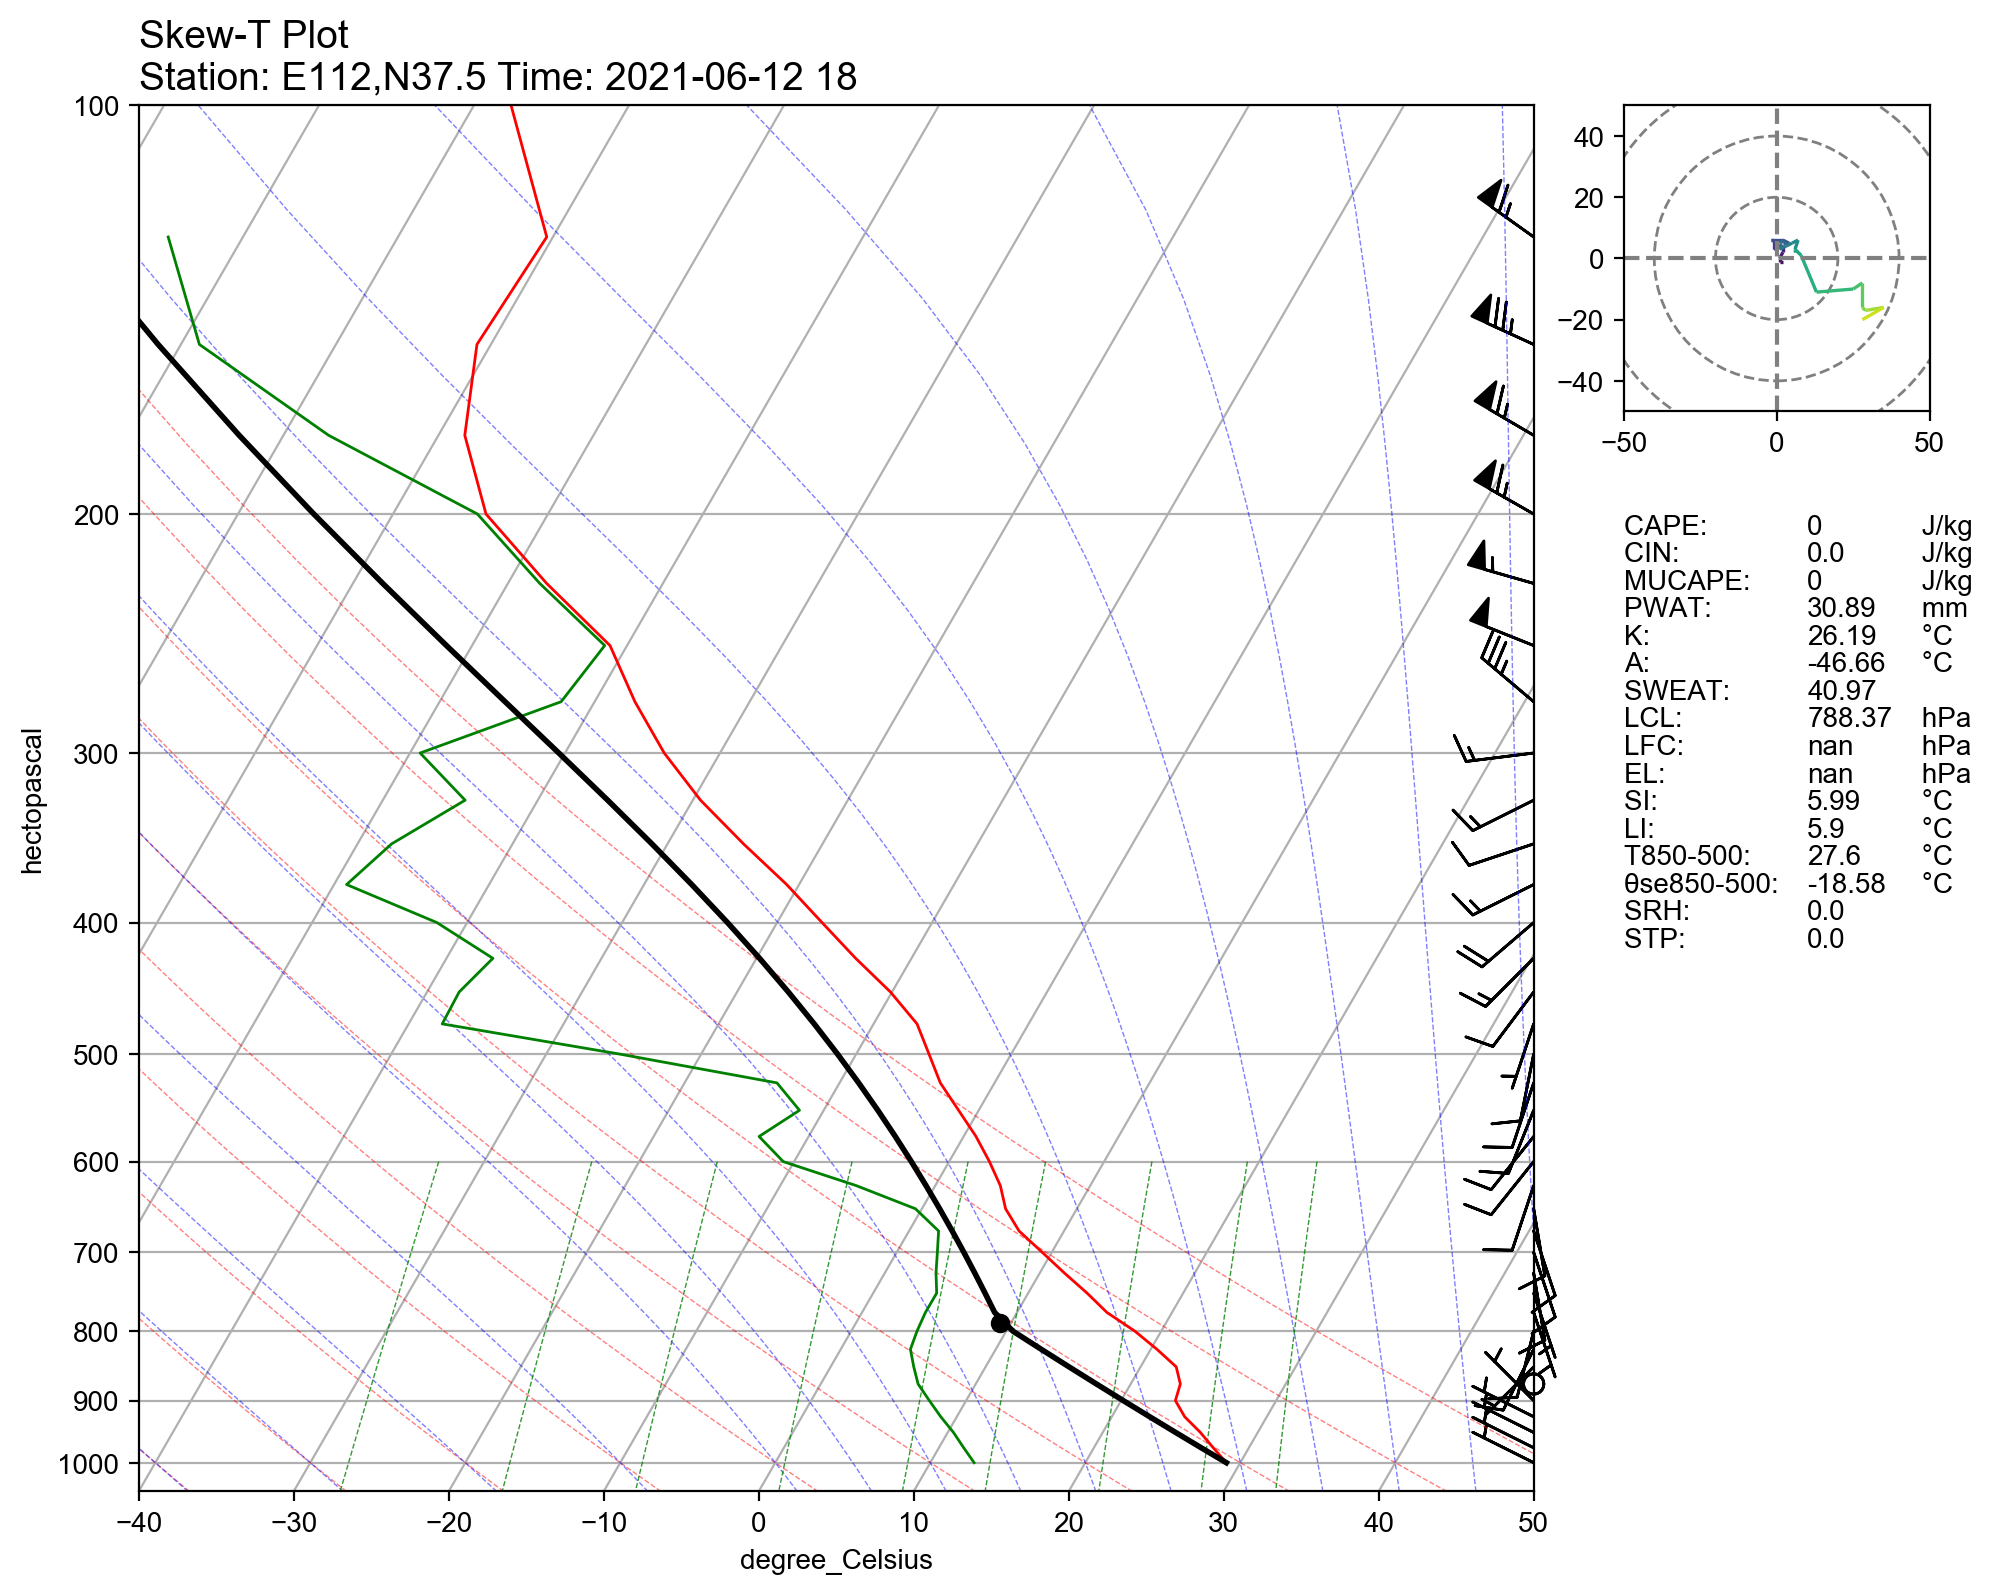 Skew-T Plot
Station: E112,N37.5 Time: 2021-06-12 18
100
200
300
400
500
600
700
800
900
1000
hectopascal
−40 −30 −20 −10 0 10 20 30 40 50
degree_Celsius
40
20
0
−20
−40
−50 0 50
CAPE: 0 J/kg
CIN: 0.0 J/kg
MUCAPE: 0 J/kg
PWAT: 30.89 mm
K: 26.19 °C
A: -46.66 °C
SWEAT: 40.97
LCL: 788.37 hPa
LFC: nan hPa
EL: nan hPa
SI: 5.99 °C
LI: 5.9 °C
T850-500: 27.6 °C
θse850-500: -18.58 °C
SRH: 0.0
STP: 0.0